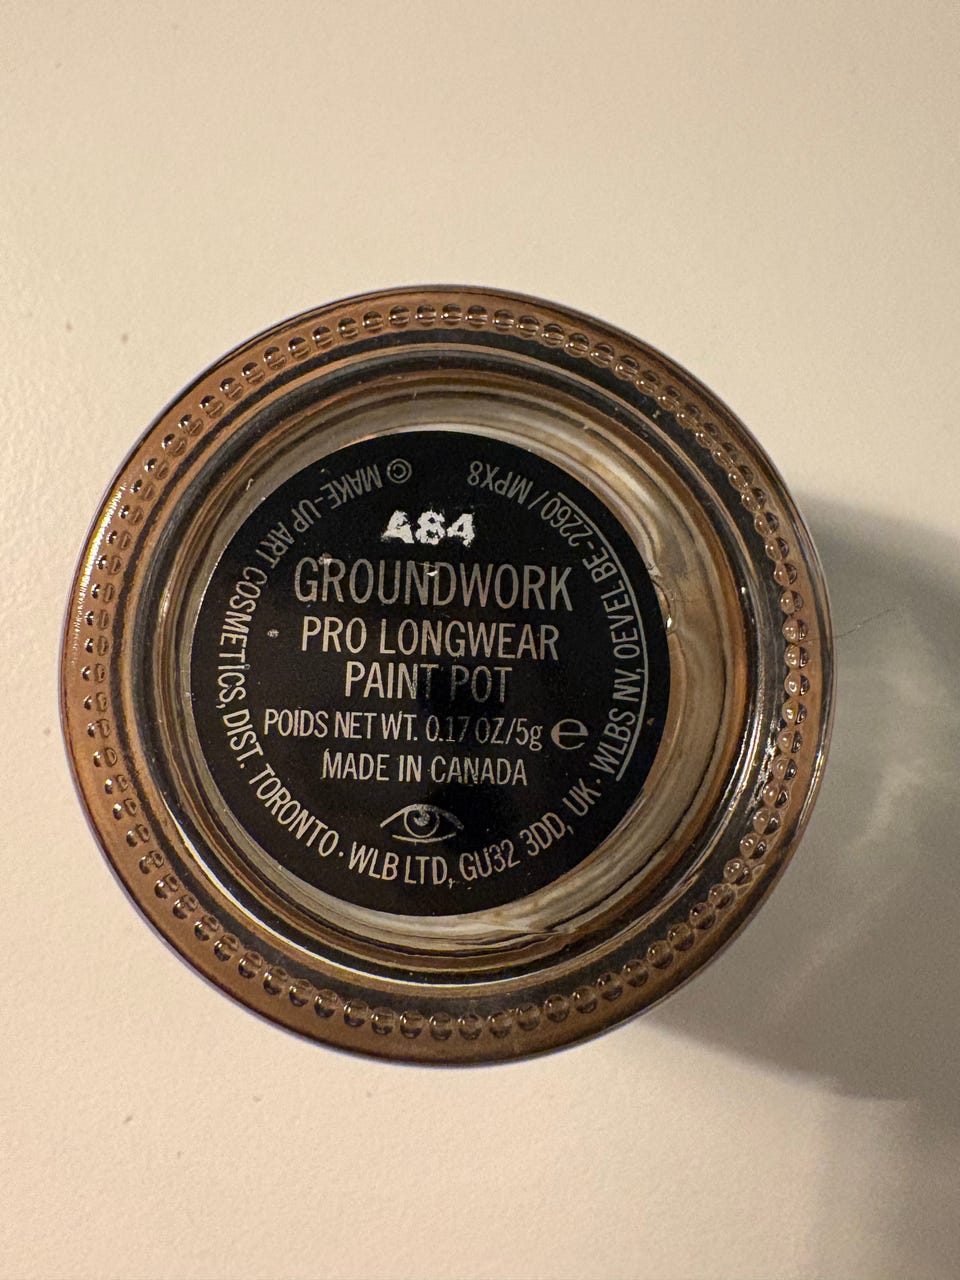 A84
GROUNDWORK
PRO LONGWEAR
PAINT POT
POIDS NET WT. 0.17 OZ/5g ℮
MADE IN CANADA
© MAKE-UP ART COSMETICS, DIST. TORONTO · WLB LTD, GU32 3DD, UK · WLBS NV, OEVEL BE-2260 / MPX8